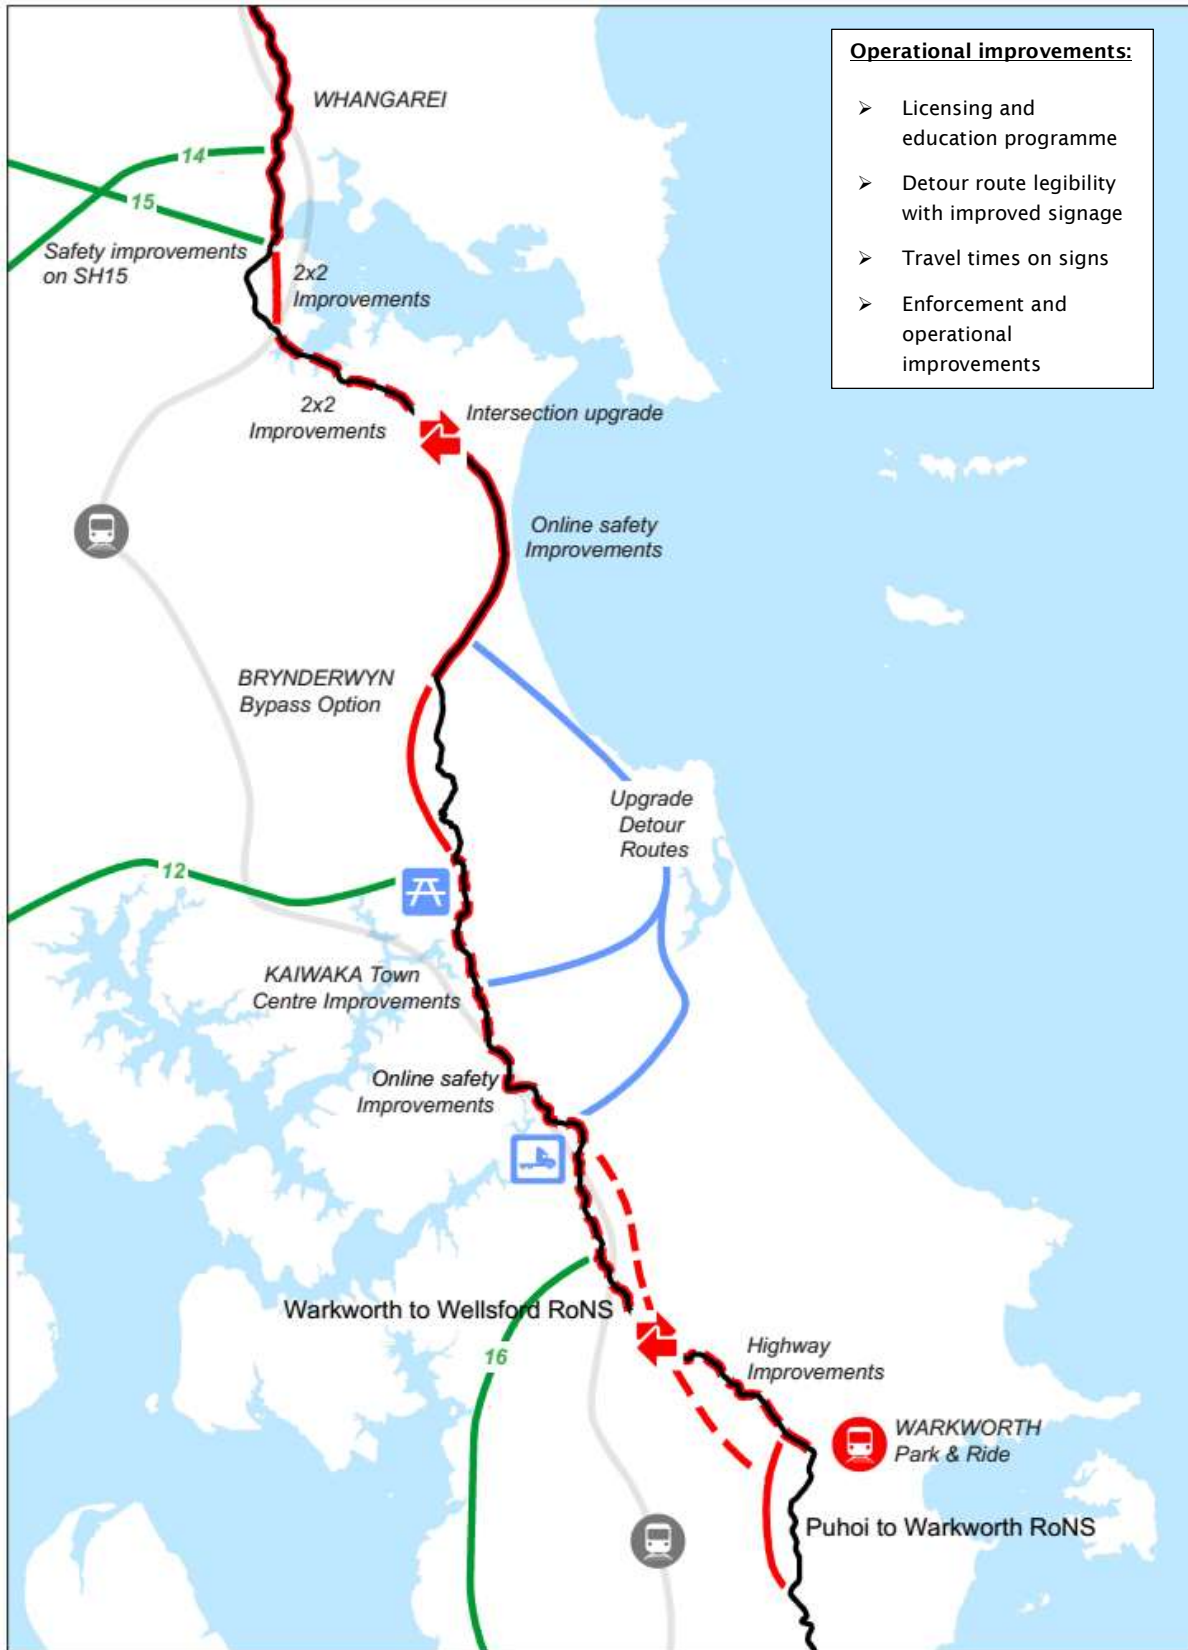 Operational improvements:
➢ Licensing and
education programme
➢ Detour route legibility
with improved signage
➢ Travel times on signs
➢ Enforcement and
operational
improvements
WHANGAREI
14
15
Safety improvements
on SH15
2x2
Improvements
2x2
Improvements
Intersection upgrade
Online safety
Improvements
BRYNDERWYN
Bypass Option
Upgrade
Detour
Routes
12
KAIWAKA Town
Centre Improvements
Online safety
Improvements
Warkworth to Wellsford RoNS
16
Highway
Improvements
WARKWORTH
Park & Ride
Puhoi to Warkworth RoNS